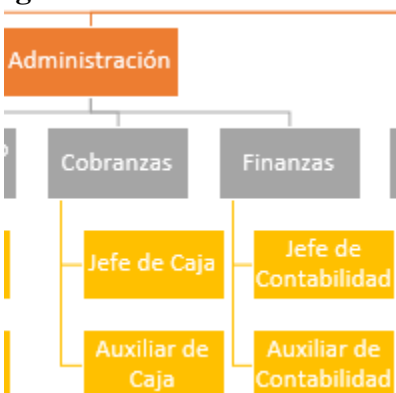 Administración
Cobranzas
Finanzas
Jefe de Caja
Jefe de
Contabilidad
Auxiliar de
Caja
Auxiliar de
Contabilidad